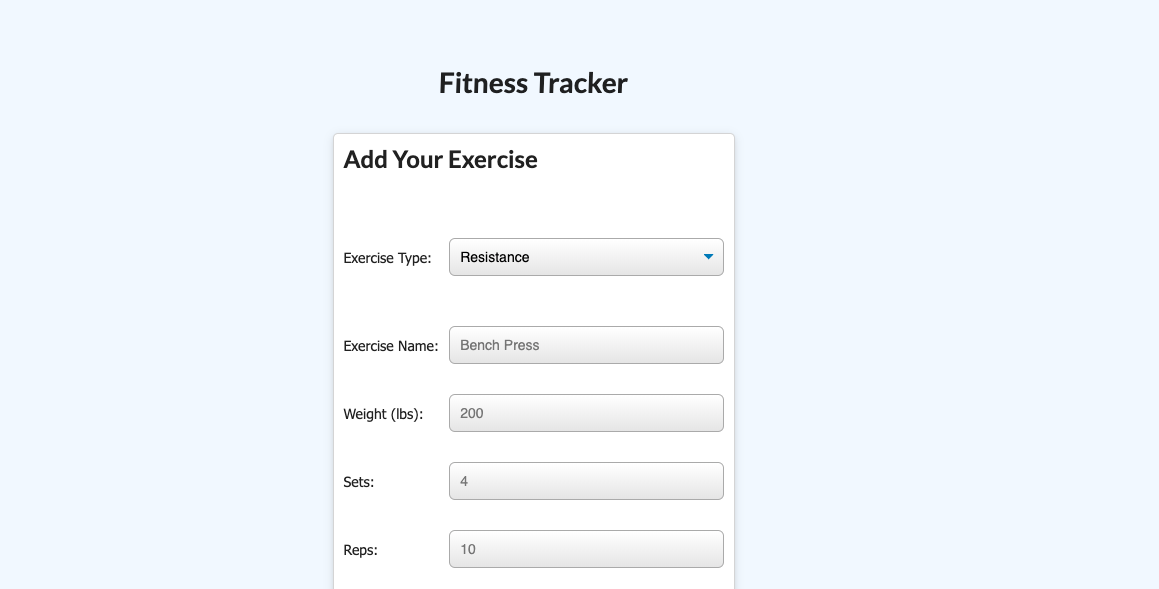 Fitness Tracker
Add Your Exercise
Exercise Type: Resistance
Exercise Name: Bench Press
Weight (lbs): 200
Sets: 4
Reps: 10